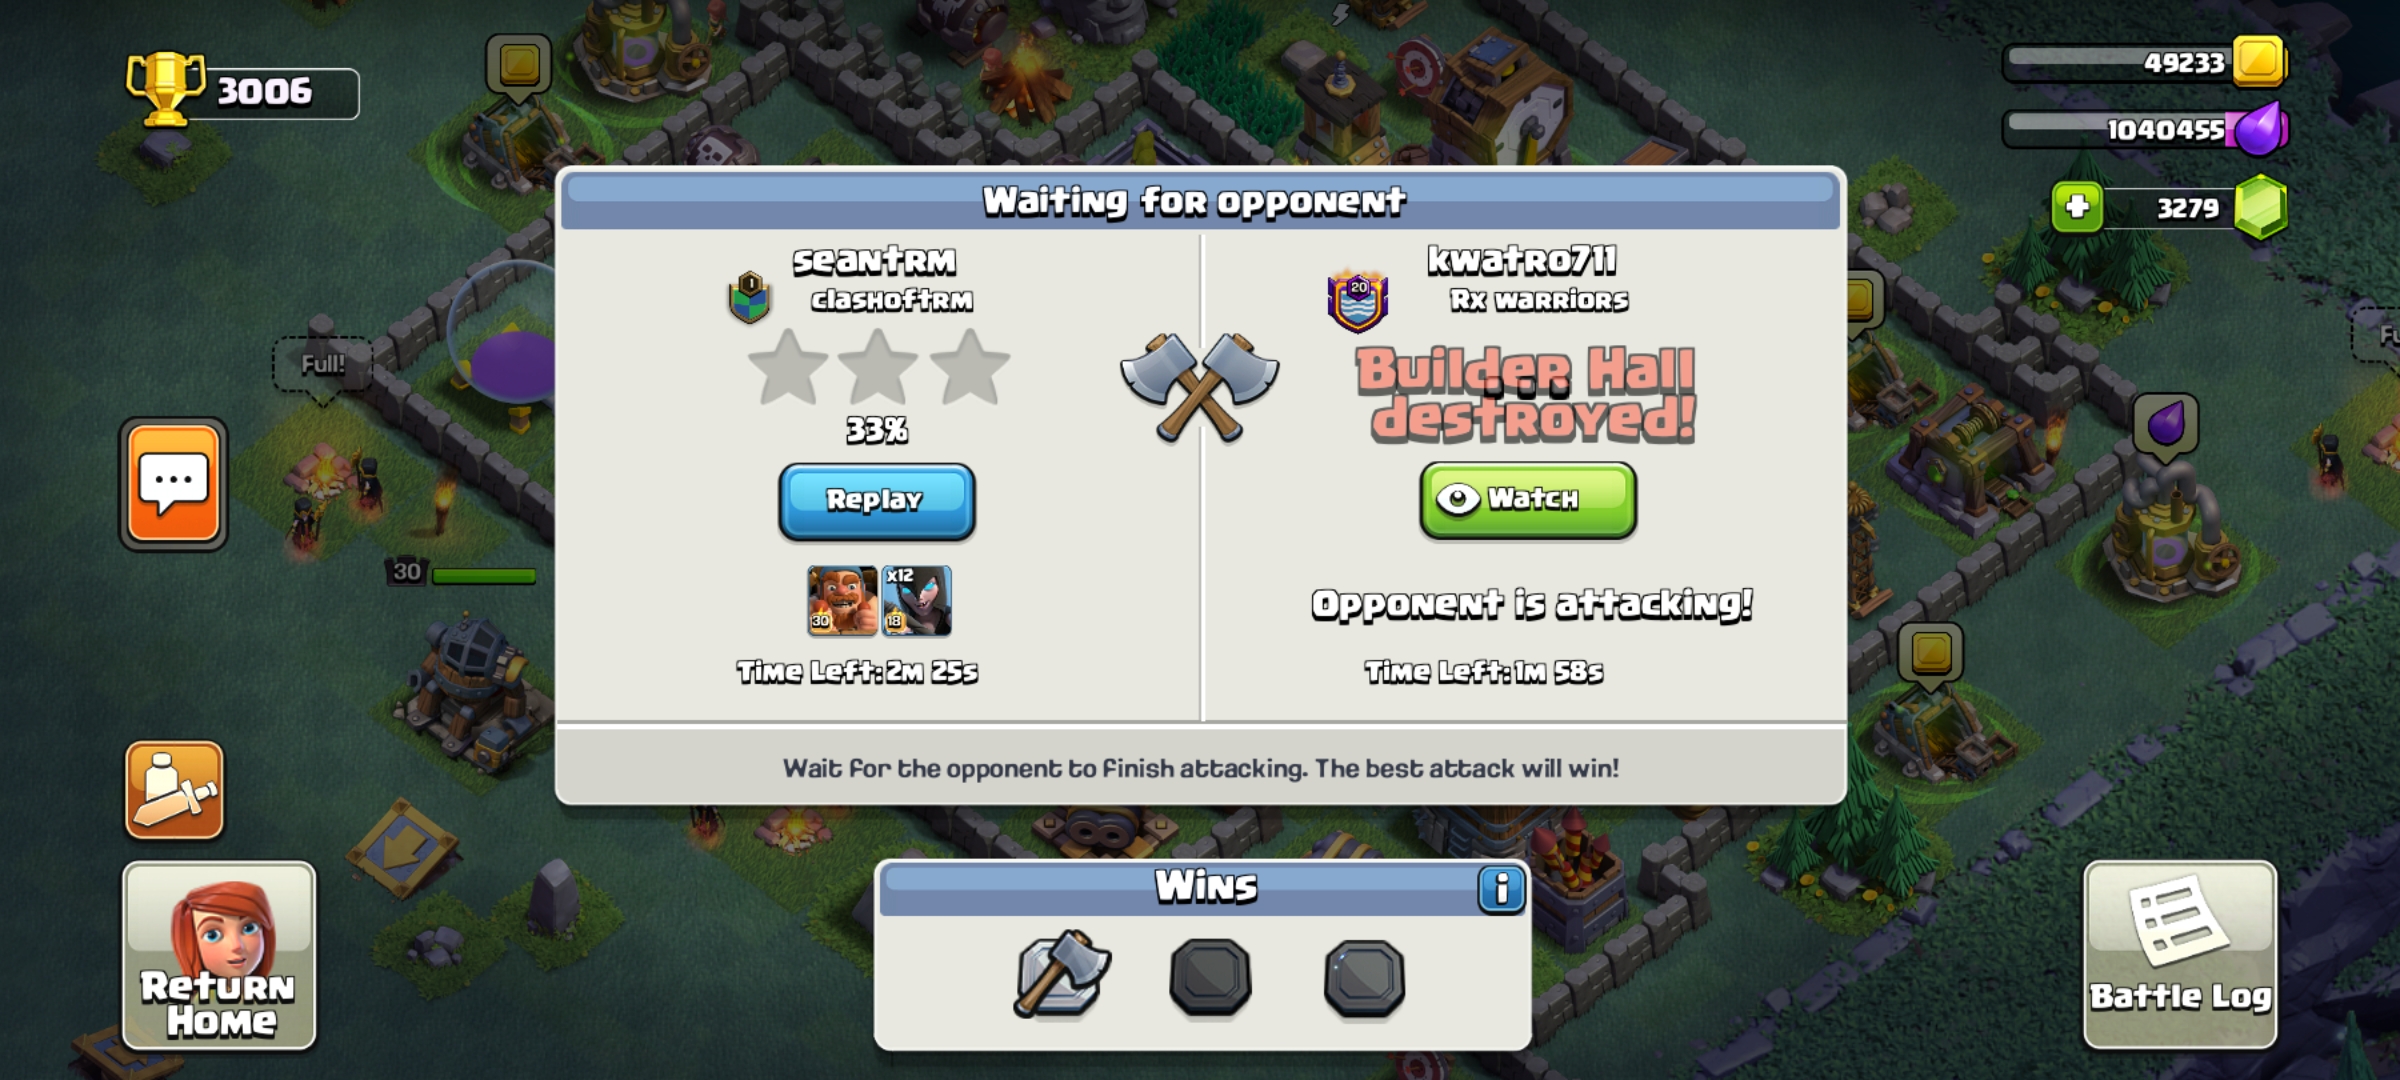 3006
49233
1040455
3279
Full!
Waiting for opponent
seantrm
1
clashoftrm
33%
Replay
30
x12
18
Time Left:2m 25s
kwatro711
20
Rx warriors
Builder Hall
destroyed!
Watch
Opponent is attacking!
Time Left:1m 58s
30
Wait for the opponent to finish attacking. The best attack will win!
Wins
i
Return
Home
Battle Log